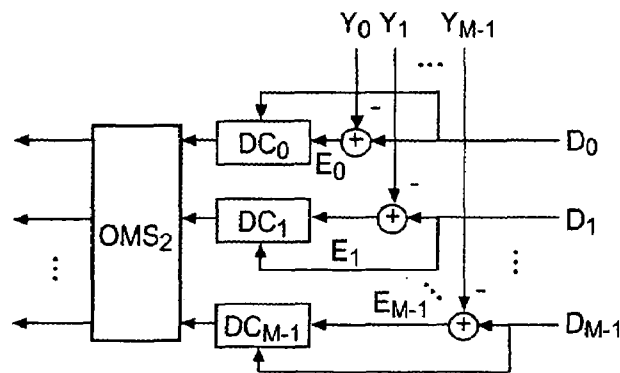 Y0 Y1 YM-1
...
-
DC0 + D0
E0
-
OMS2 DC1 + D1
E1
...
EM-1 -
DCM-1 + DM-1